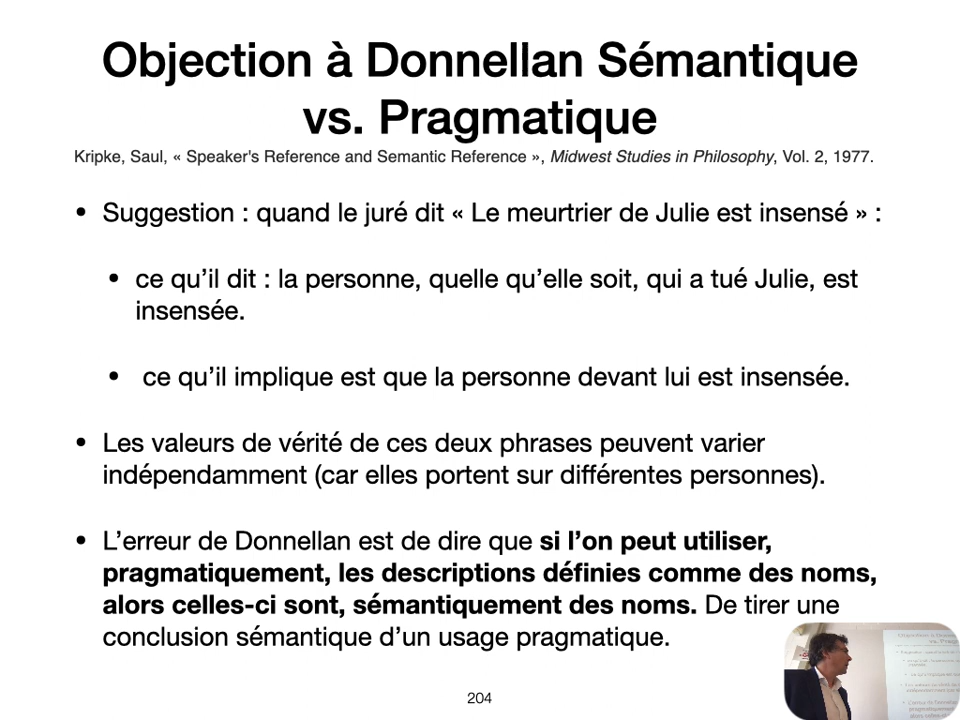 Objection à Donnellan Sémantique
vs. Pragmatique
Kripke, Saul, « Speaker's Reference and Semantic Reference », Midwest Studies in Philosophy, Vol. 2, 1977.
• Suggestion : quand le juré dit « Le meurtrier de Julie est insensé » :
• ce qu'il dit : la personne, quelle qu'elle soit, qui a tué Julie, est
insensée.
• ce qu'il implique est que la personne devant lui est insensée.
• Les valeurs de vérité de ces deux phrases peuvent varier
indépendamment (car elles portent sur différentes personnes).
• L'erreur de Donnellan est de dire que si l'on peut utiliser,
pragmatiquement, les descriptions définies comme des noms,
alors celles-ci sont, sémantiquement des noms. De tirer une
conclusion sémantique d'un usage pragmatique.
204